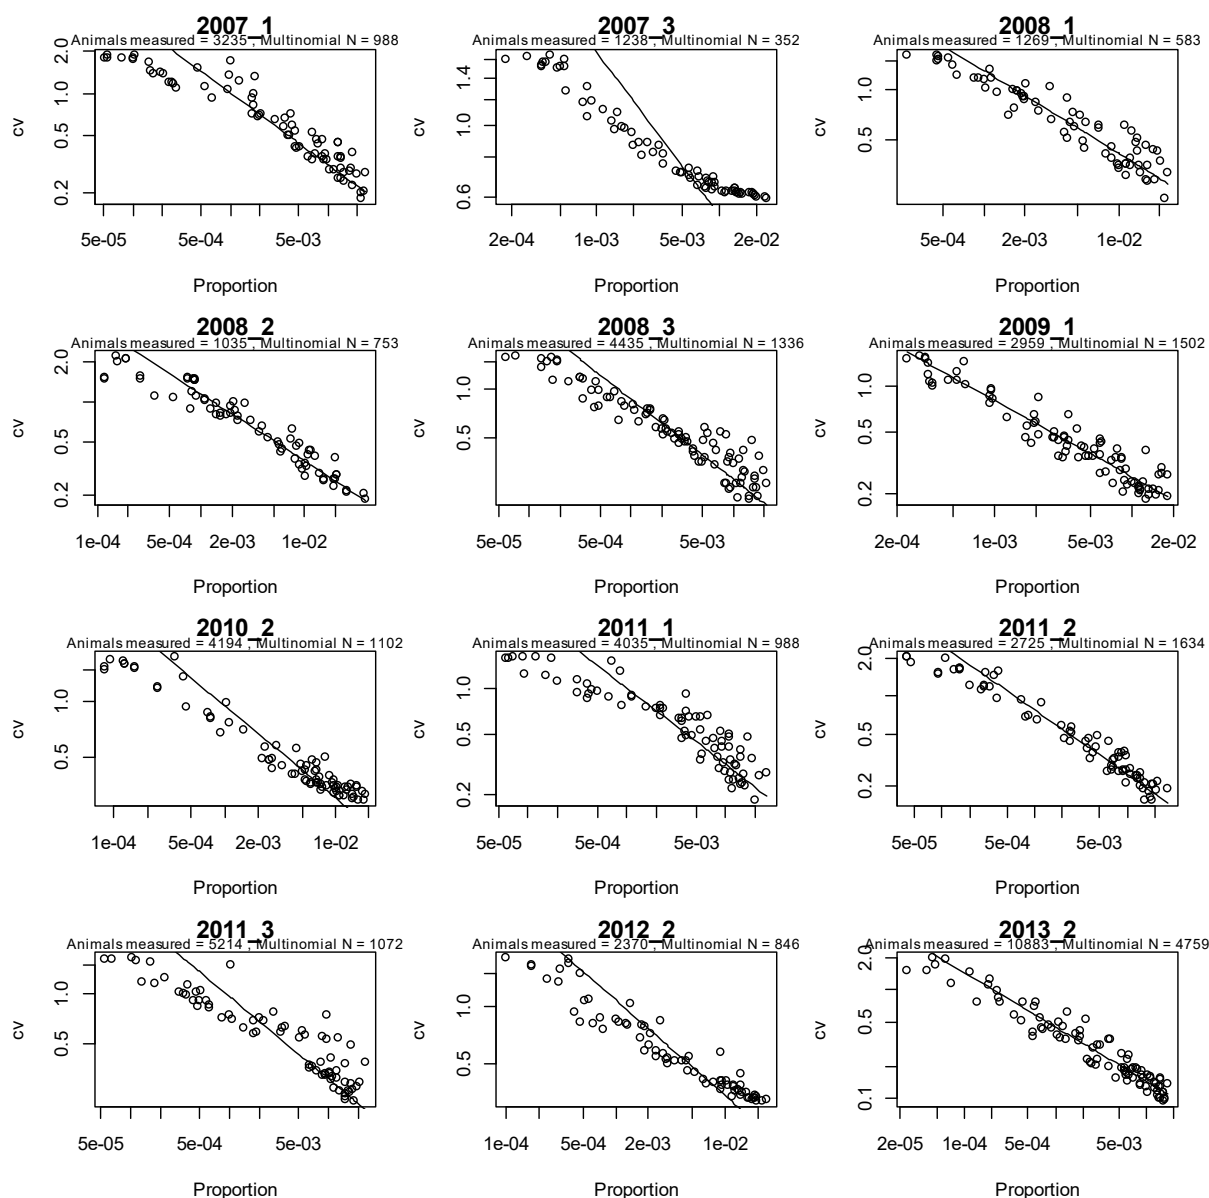 2007_1
Animals measured = 3235 , Multinomial N = 988
cv
2.0
1.0
0.5
0.2
5e-05 5e-04 5e-03
Proportion
2007_3
Animals measured = 1238 , Multinomial N = 352
cv
1.4
1.0
0.6
2e-04 1e-03 5e-03 2e-02
Proportion
2008_1
Animals measured = 1269 , Multinomial N = 583
cv
1.0
0.5
5e-04 2e-03 1e-02
Proportion
2008_2
Animals measured = 1035 , Multinomial N = 753
cv
2.0
0.5
0.2
1e-04 5e-04 2e-03 1e-02
Proportion
2008_3
Animals measured = 4435 , Multinomial N = 1336
cv
1.0
0.5
5e-05 5e-04 5e-03
Proportion
2009_1
Animals measured = 2959 , Multinomial N = 1502
cv
1.0
0.5
0.2
2e-04 1e-03 5e-03 2e-02
Proportion
2010_2
Animals measured = 4194 , Multinomial N = 1102
cv
1.0
0.5
1e-04 5e-04 2e-03 1e-02
Proportion
2011_1
Animals measured = 4035 , Multinomial N = 988
cv
1.0
0.5
0.2
5e-05 5e-04 5e-03
Proportion
2011_2
Animals measured = 2725 , Multinomial N = 1634
cv
2.0
0.5
0.2
5e-05 5e-04 5e-03
Proportion
2011_3
Animals measured = 5214 , Multinomial N = 1072
cv
1.0
0.5
5e-05 5e-04 5e-03
Proportion
2012_2
Animals measured = 2370 , Multinomial N = 846
cv
1.0
0.5
1e-04 5e-04 2e-03 1e-02
Proportion
2013_2
Animals measured = 10883 , Multinomial N = 4759
cv
2.0
0.5
0.1
2e-05 1e-04 5e-04 5e-03
Proportion